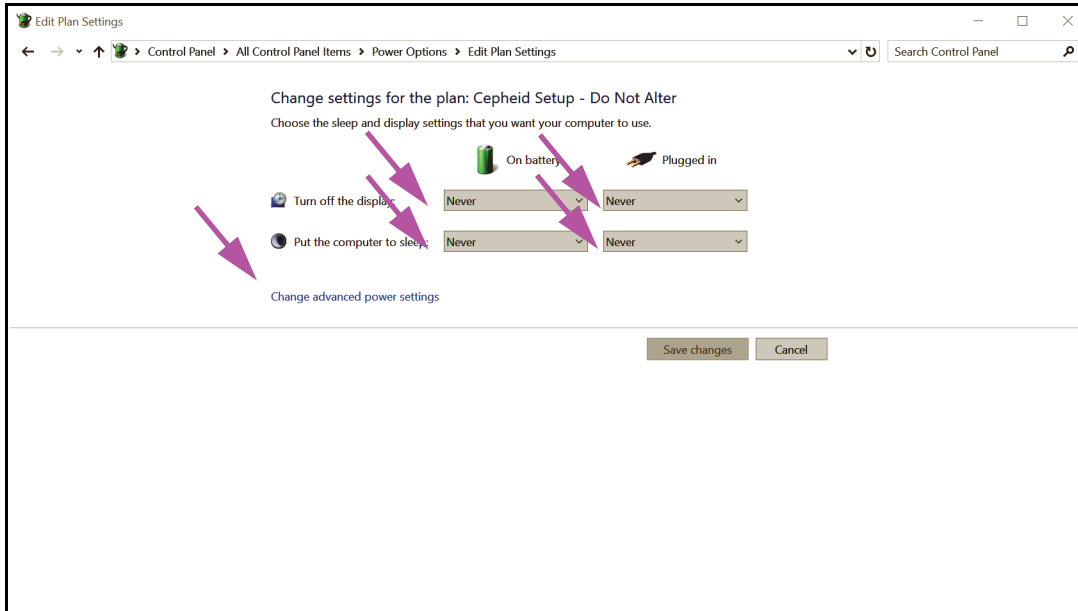 Edit Plan Settings
Control Panel > All Control Panel Items > Power Options > Edit Plan Settings
Search Control Panel
Change settings for the plan: Cepheid Setup - Do Not Alter
Choose the sleep and display settings that you want your computer to use.
On battery Plugged in
Turn off the display: Never Never
Put the computer to sleep: Never Never
Change advanced power settings
Save changes Cancel